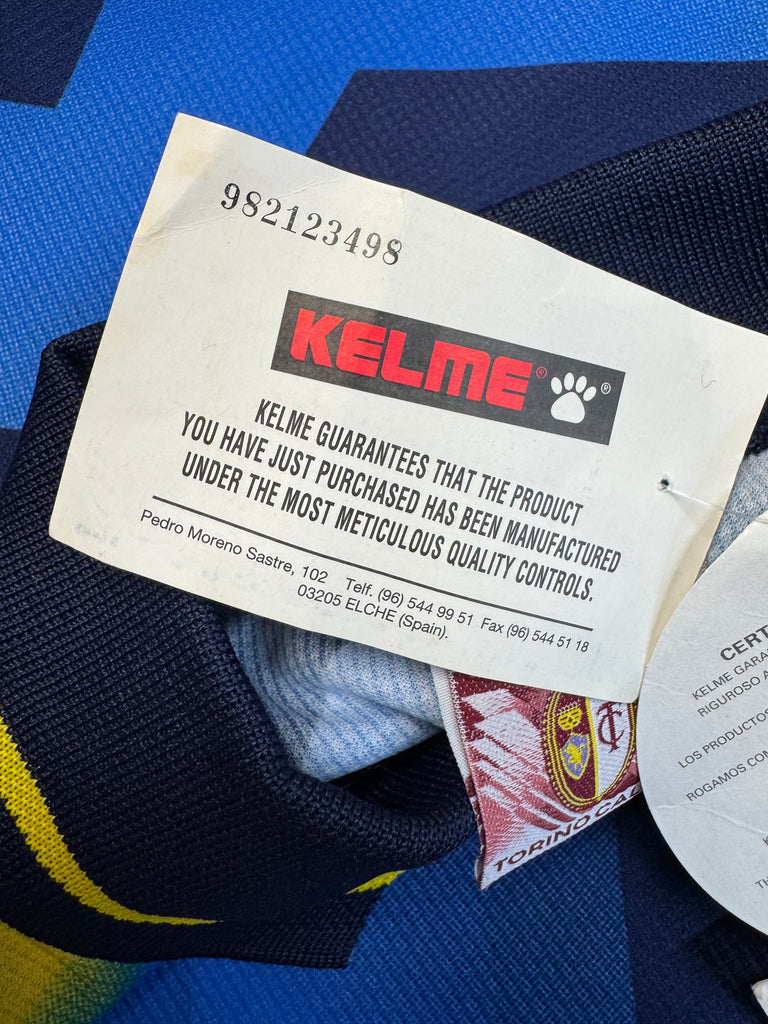 982123498
KELME ® ®
KELME GUARANTEES THAT THE PRODUCT
YOU HAVE JUST PURCHASED HAS BEEN MANUFACTURED
UNDER THE MOST METICULOUS QUALITY CONTROLS.
Pedro Moreno Sastre, 102 Telf. (96) 544 99 51 Fax (96) 544 51 18
03205 ELCHE (Spain).
TORINO
KELME
RIGUROSO
LOS PRODUCTOS
ROGAMOS